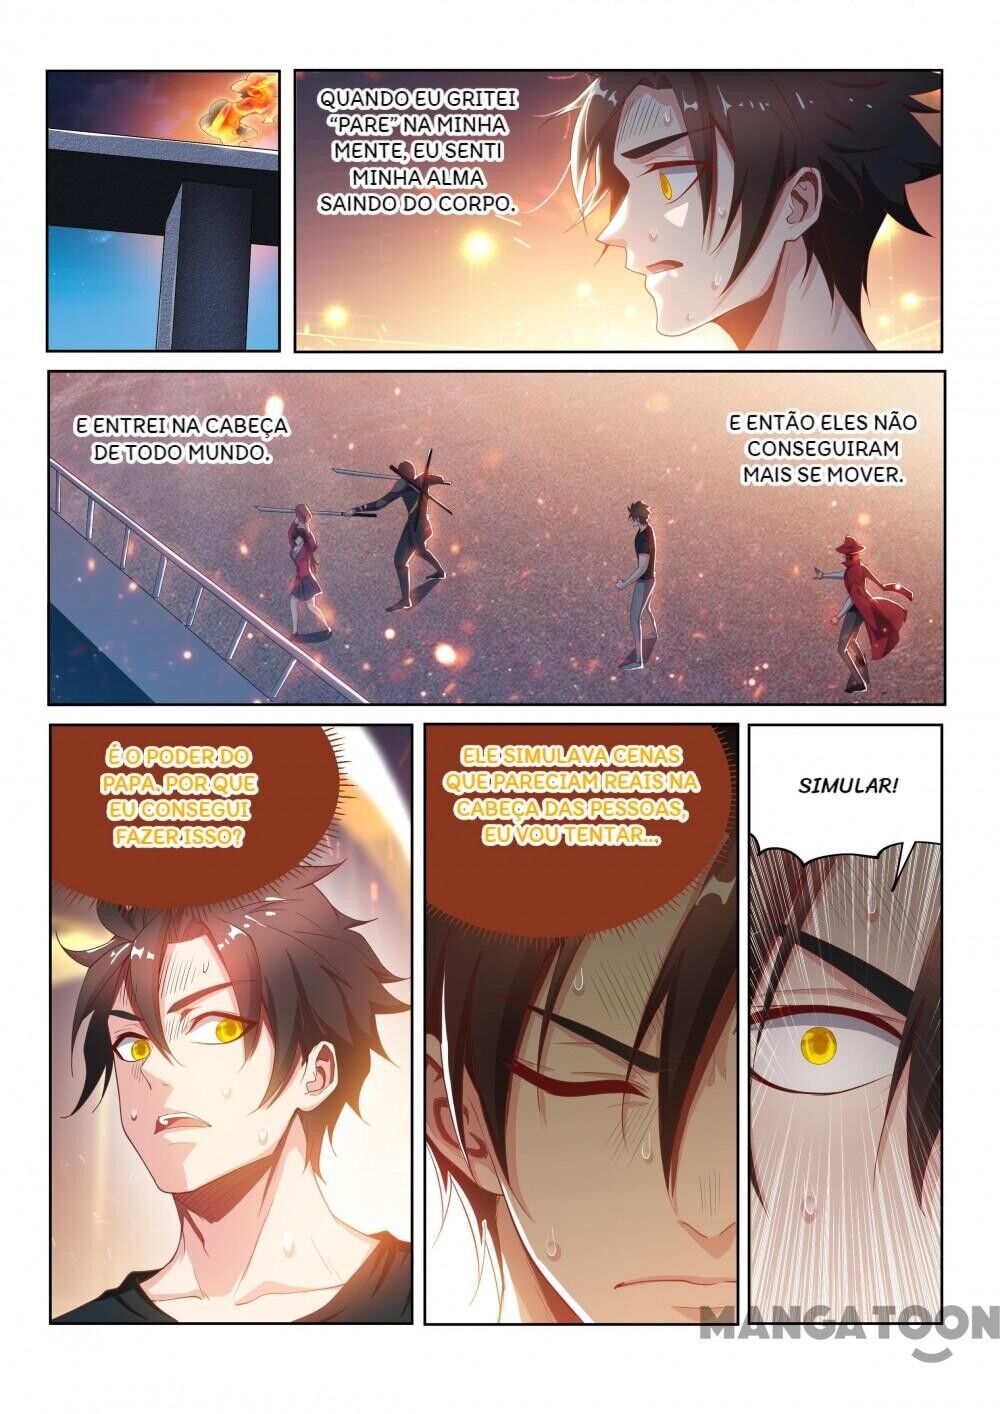 QUANDO EU GRITEI
“PARE” NA MINHA
MENTE, EU SENTI
MINHA ALMA
SAINDO DO CORPO.
E ENTREI NA CABEÇA
DE TODO MUNDO.
E ENTÃO ELES NÃO
CONSEGUIRAM
MAIS SE MOVER.
É O PODER DO
PAPA. POR QUE
EU CONSEGUI
FAZER ISSO?
ELE SIMULAVA CENAS
QUE PARECIAM REAIS NA
CABEÇA DAS PESSOAS,
EU VOU TENTAR...
SIMULAR!
MANGATOON